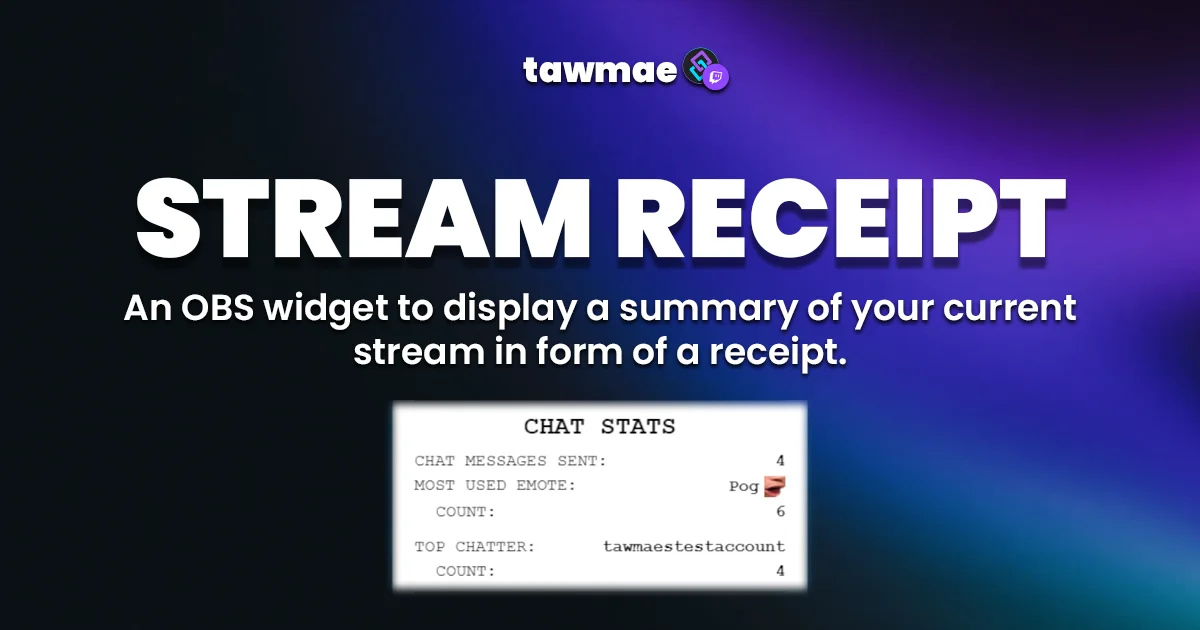 tawmae
STREAM RECEIPT
An OBS widget to display a summary of your current
stream in form of a receipt.
CHAT STATS
CHAT MESSAGES SENT: 4
MOST USED EMOTE: Pog
COUNT: 6
TOP CHATTER: tawmaestestaccount
COUNT: 4